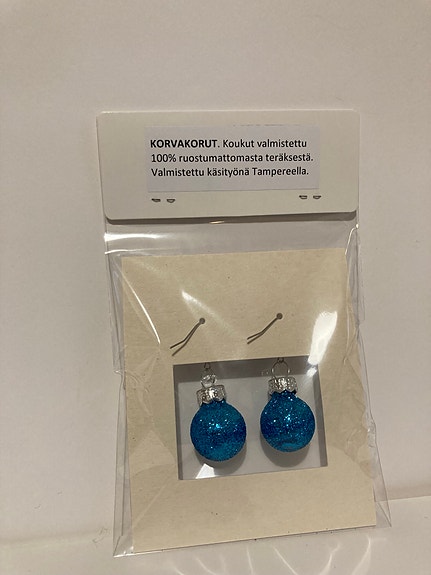 KORVAKORUT. Koukut valmistettu
100% ruostumattomasta teräksestä.
Valmistettu käsityönä Tampereella.